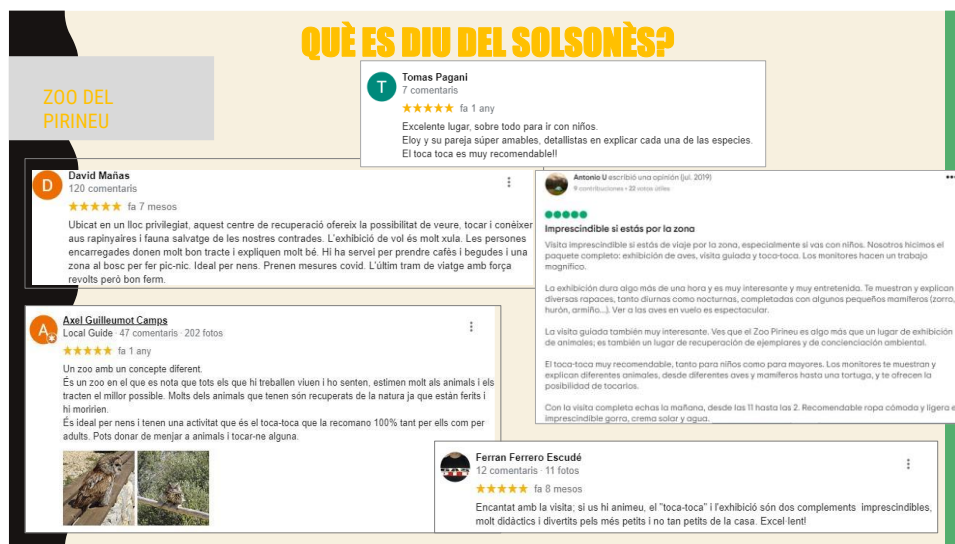 QUÈ ES DIU DEL SOLSONÈS?
ZOO DEL
PIRINEU
T
Tomas Pagani
7 comentaris
fa 1 any
Excelente lugar, sobre todo para ir con niños.
Eloy y su pareja súper amables, detallistas en explicar cada una de las especies.
El toca toca es muy recomendable!!
D
David Mañas
120 comentaris
fa 7 mesos
Ubicat en un lloc privilegiat, aquest centre de recuperació ofereix la possibilitat de veure, tocar i conèixer
aus rapinyaires i fauna salvatge de les nostres contrades. L'exhibició de vol és molt xula. Les persones
encarregades donen molt bon tracte i expliquen molt bé. Hi ha servei per prendre cafès i begudes i una
zona al bosc per fer pic-nic. Ideal per nens. Prenen mesures covid. L'últim tram de viatge amb força
revolts però bon ferm.
Antonio U escribió una opinión (jul. 2019)
9 contribuciones • 22 votos útiles
Imprescindible si estás por la zona
Visita imprescindible si estás de viaje por la zona, especialmente si vas con niños. Nosotros hicimos el
paquete completo: exhibición de aves, visita guiada y toca-toca. Los monitores hacen un trabajo
magnífico.
La exhibición dura algo más de una hora y es muy interesante y muy entretenida. Te muestran y explican
diversas rapaces, tanto diurnas como nocturnas, completadas con algunos pequeños mamíferos (zorro,
hurón, armiño...). Ver a las aves en vuelo es espectacular.
La visita guiada también muy interesante. Ves que el Zoo Pirineu es algo más que un lugar de exhibición
de animales; es también un lugar de recuperación de ejemplares y de concienciación ambiental.
El toca-toca muy recomendable, tanto para niños como para mayores. Los monitores te muestran y
explican diferentes animales, desde diferentes aves y mamíferos hasta una tortuga, y te ofrecen la
posibilidad de tocarlos.
Con la visita completa echas la mañana, desde las 11 hasta las 2. Recomendable ropa cómoda y ligera e
imprescindible gorra, crema solar y agua.
A
Axel Guilleumot Camps
Local Guide · 47 comentaris · 202 fotos
fa 1 any
Un zoo amb un concepte diferent.
És un zoo en el que es nota que tots els que hi treballen viuen i ho senten, estimen molt als animals i els
tracten el millor possible. Molts dels animals que tenen són recuperats de la natura ja que están ferits i
hi moririen.
És ideal per nens i tenen una activitat que és el toca-toca que la recomano 100% tant per ells com per
adults. Pots donar de menjar a animals i tocar-ne alguna.
Ferran Ferrero Escudé
12 comentaris · 11 fotos
fa 8 mesos
Encantat amb la visita; si us hi animeu, el "toca-toca" i l'exhibició són dos complements imprescindibles,
molt didàctics i divertits pels més petits i no tan petits de la casa. Excel·lent!